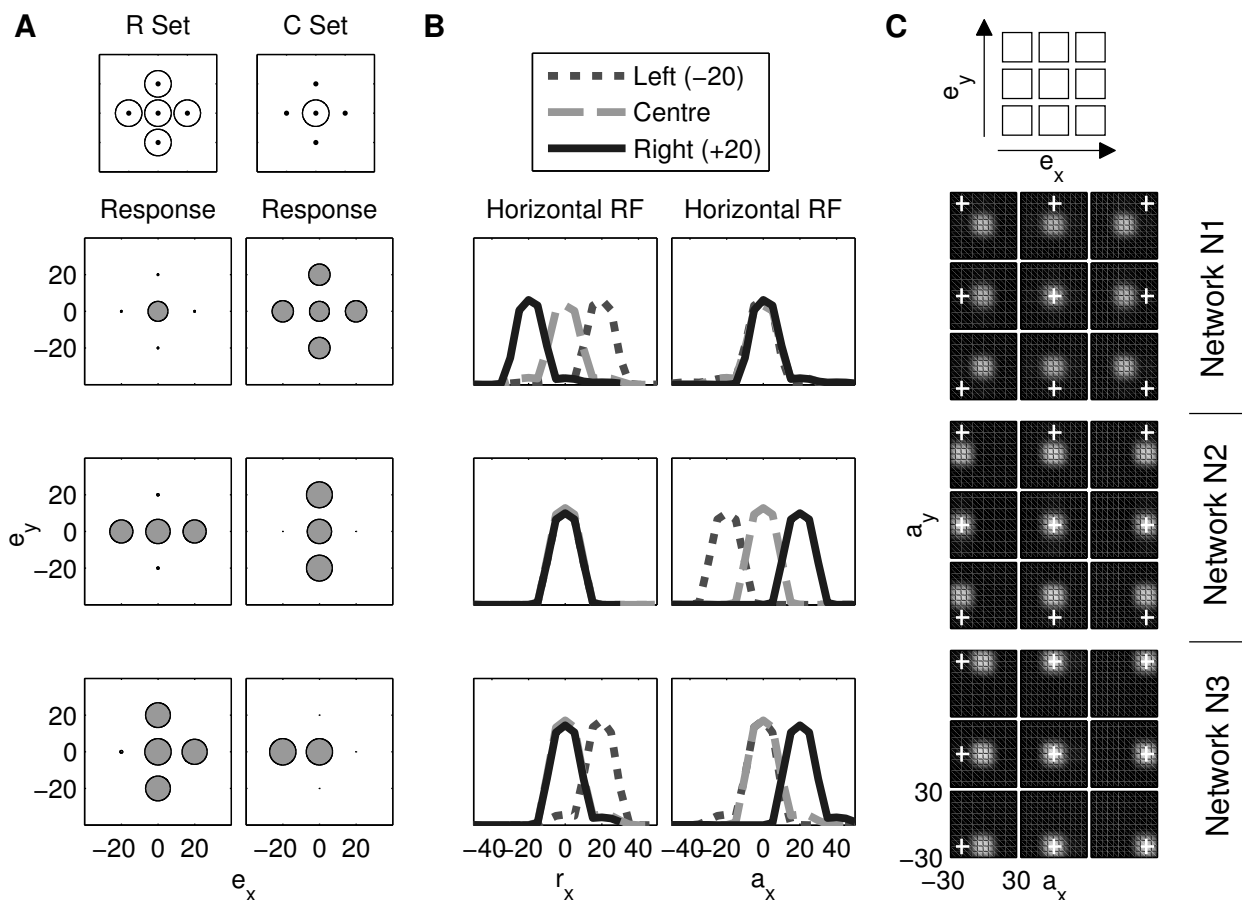 A
R Set
C Set
B
Left (−20)
Centre
Right (+20)
C
e_y
e_x
Response
Response
Horizontal RF
Horizontal RF
20
0
−20
20
0
−20
20
0
−20
e_y
−20 0 20
−20 0 20
e_x
−40 −20 0 20 40
−40 −20 0 20 40
r_x
a_x
Network N1
Network N2
Network N3
a_y
30
−30
−30 30
a_x